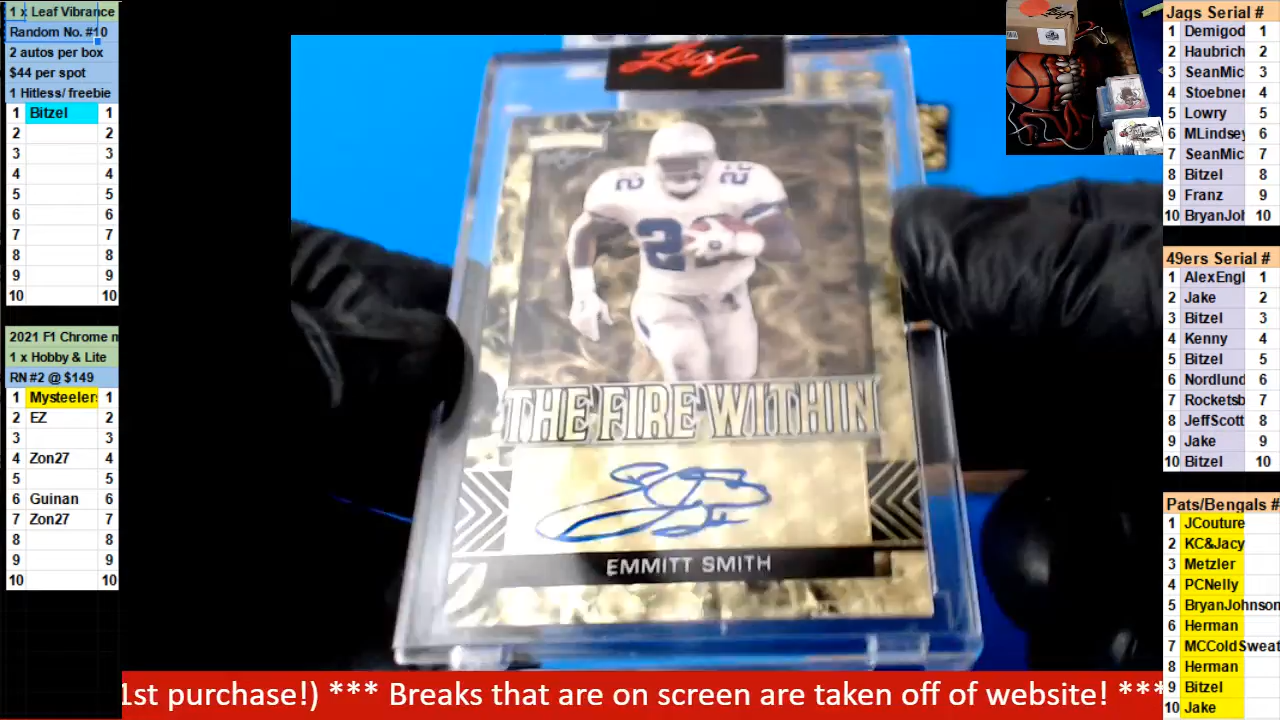 1 x Leaf Vibrance
Random No. #10
2 autos per box
$44 per spot
1 Hitless/ freebie
1 Bitzel 1
2 2
3 3
4 4
5 5
6 6
7 7
8 8
9 9
10 10
2021 F1 Chrome m
1 x Hobby & Lite
RN #2 @ $149
1 Mysteelers 1
2 EZ 2
3 3
4 Zon27 4
5 5
6 Guinan 6
7 Zon27 7
8 8
9 9
10 10
Leaf
22 22
22
THE FIRE WITHIN
EMMITT SMITH
Jags Serial #
1 Demigod 1
2 Haubrich 2
3 SeanMic 3
4 Stoebner 4
5 Lowry 5
6 MLindsey 6
7 SeanMic 7
8 Bitzel 8
9 Franz 9
10 BryanJoh 10
49ers Serial #
1 AlexEngl 1
2 Jake 2
3 Bitzel 3
4 Kenny 4
5 Bitzel 5
6 Nordlund 6
7 Rocketsb 7
8 JeffScott 8
9 Jake 9
10 Bitzel 10
Pats/Bengals #
1 JCouture
2 KC&Jacy
3 Metzler
4 PCNelly
5 BryanJohnson
6 Herman
7 MCColdSweat
8 Herman
9 Bitzel
10 Jake
1st purchase!) *** Breaks that are on screen are taken off of website! ***